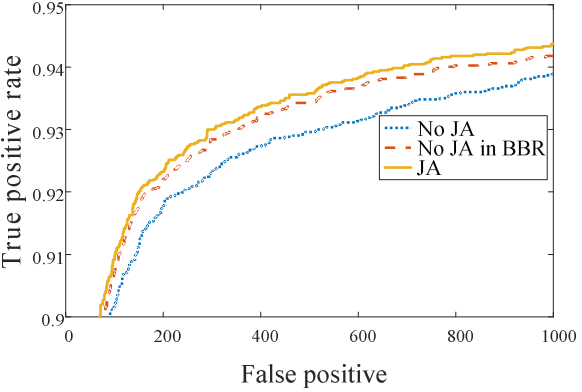 0.95
0.94
0.93
0.92
0.91
0.9
True positive rate
No JA
No JA in BBR
JA
0 200 400 600 800 1000
False positive